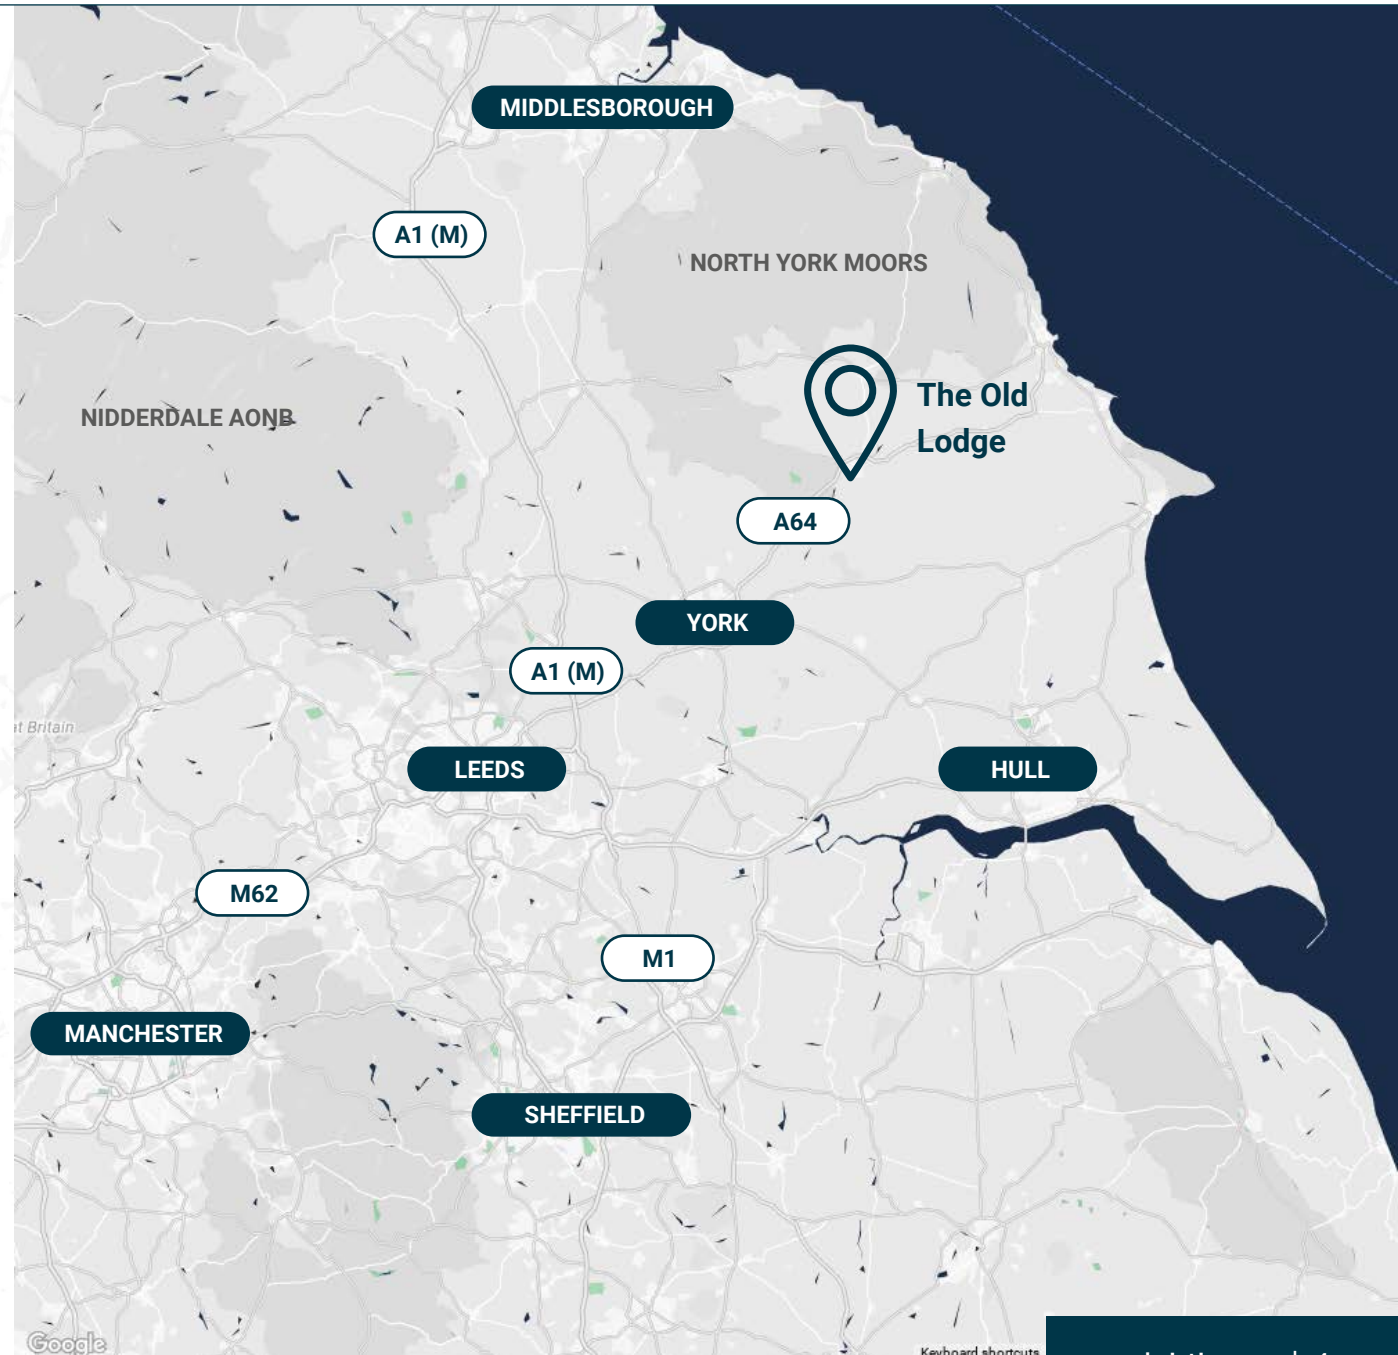 MIDDLESBOROUGH
A1 (M)
NORTH YORK MOORS
The Old
Lodge
NIDDERDALE AONB
A64
YORK
A1 (M)
at Britain
LEEDS
HULL
M62
M1
MANCHESTER
SHEFFIELD
Google
Keyboard shortcuts